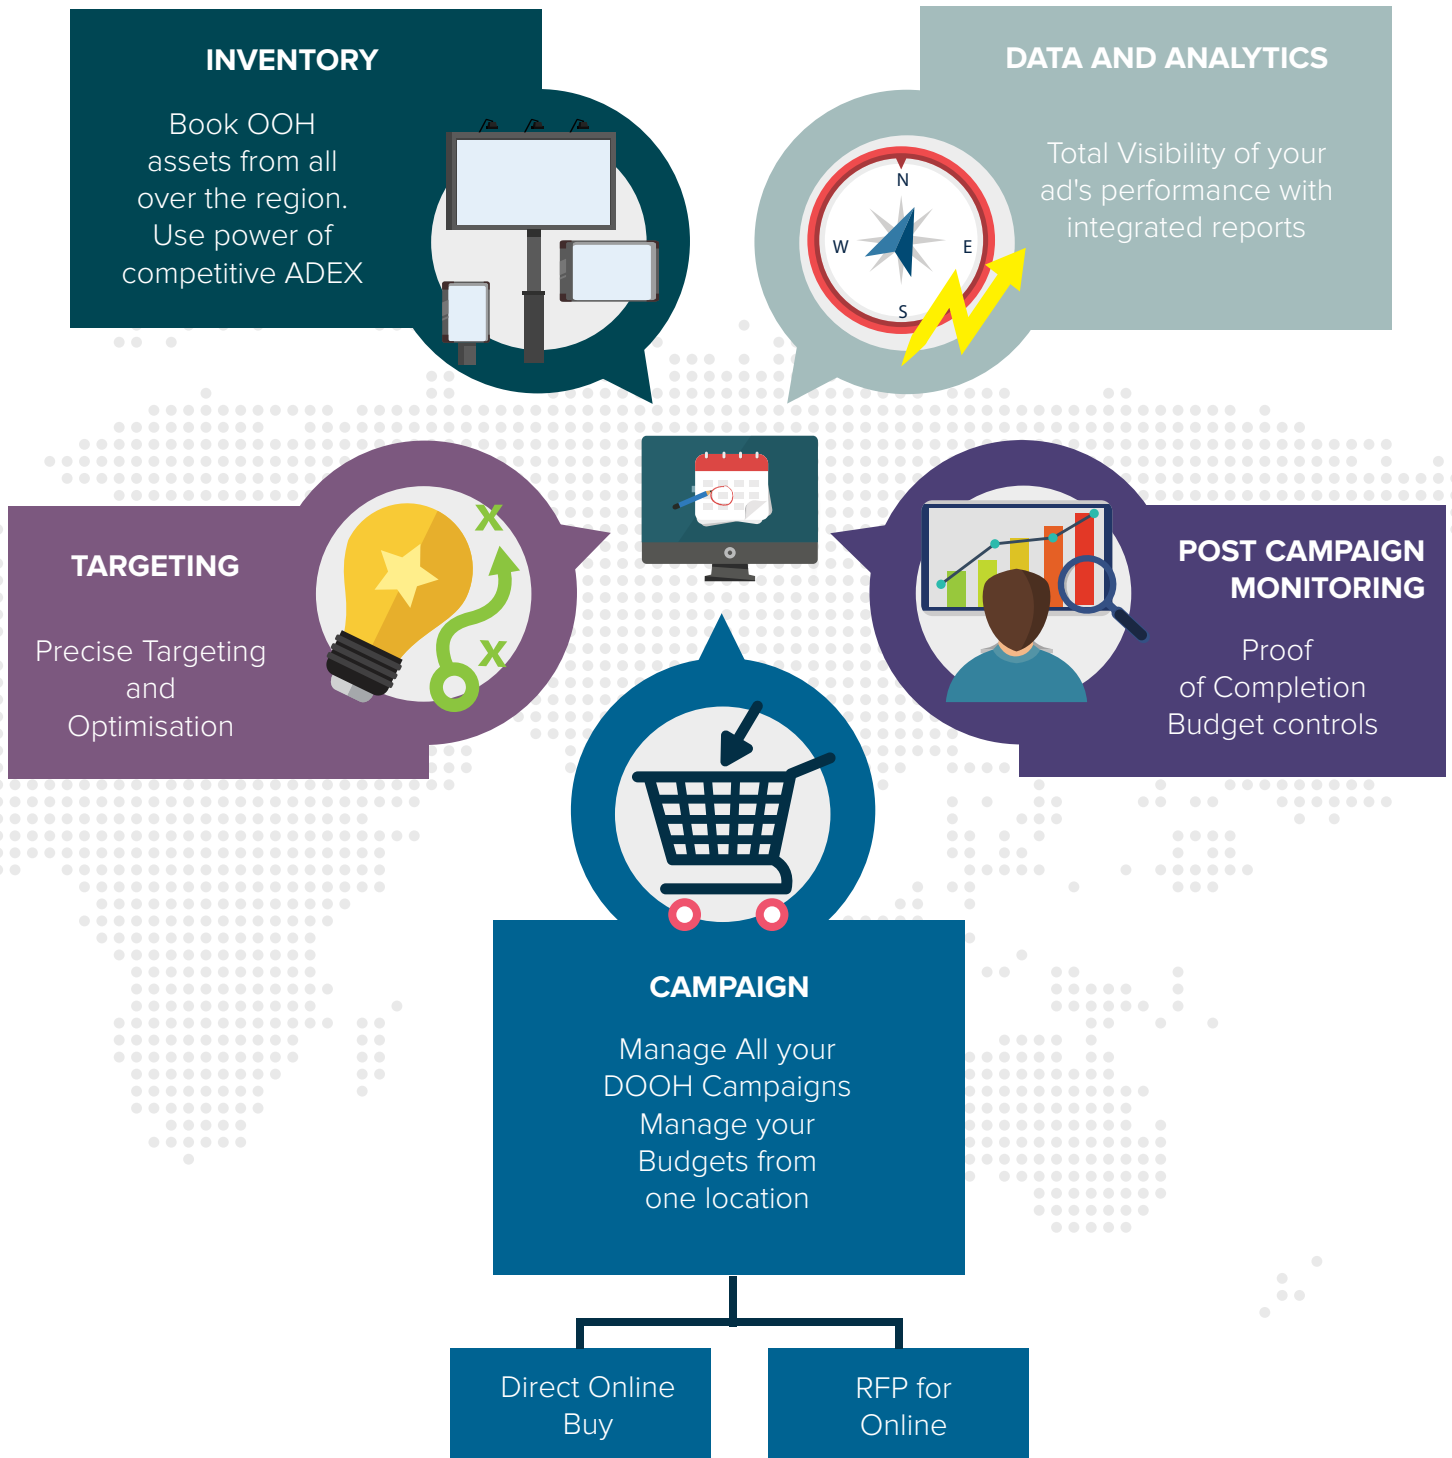 INVENTORY
Book OOH
assets from all
over the region.
Use power of
competitive ADEX
DATA AND ANALYTICS
Total Visibility of your
ad's performance with
integrated reports
N
W
E
S
TARGETING
Precise Targeting
and
Optimisation
X
X
POST CAMPAIGN
MONITORING
Proof
of Completion
Budget controls
CAMPAIGN
Manage All your
DOOH Campaigns
Manage your
Budgets from
one location
Direct Online
Buy
RFP for
Online